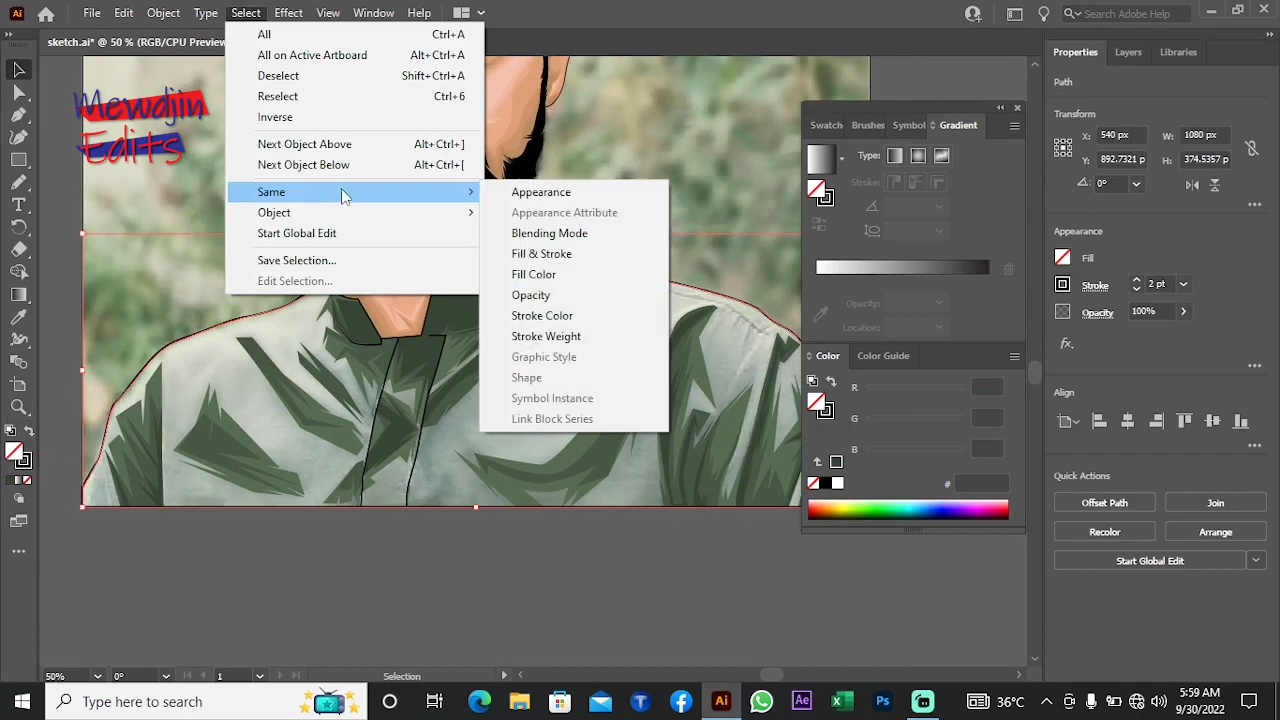 File Edit Object Type Select Effect View Window Help
Search Adobe Help
sketch.ai* @ 50 % (RGB/CPU Preview
Mewdjin
Edits
All Ctrl+A
All on Active Artboard Alt+Ctrl+A
Deselect Shift+Ctrl+A
Reselect Ctrl+6
Inverse
Next Object Above Alt+Ctrl+]
Next Object Below Alt+Ctrl+[
Same
Object
Start Global Edit
Save Selection...
Edit Selection...
Appearance
Appearance Attribute
Blending Mode
Fill & Stroke
Fill Color
Opacity
Stroke Color
Stroke Weight
Graphic Style
Shape
Symbol Instance
Link Block Series
Swatch Brushes Symbol Gradient
Type:
Stroke:
Opacity:
Location:
Color Color Guide
R
G
B
#
Properties Layers Libraries
Path
Transform
X: 540 px W: 1080 px
Y: 892.0721 p H: 375.8557 p
0°
Appearance
Fill
Stroke 2 pt
Opacity 100%
fx.
Align
Quick Actions
Offset Path Join
Recolor Arrange
Start Global Edit
50% 0° 1 Selection
Type here to search
36°C
9:38 AM
9/30/2022